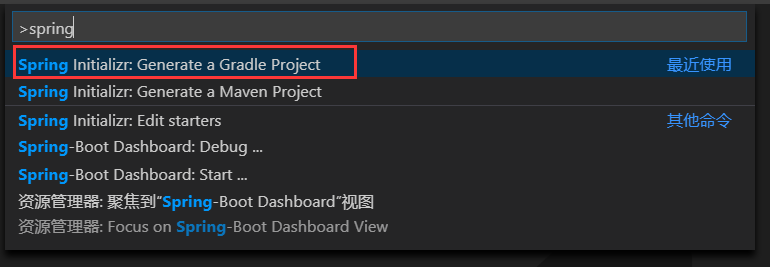 >spring
Spring Initializr: Generate a Gradle Project 最近使用
Spring Initializr: Generate a Maven Project
Spring Initializr: Edit starters 其他命令
Spring-Boot Dashboard: Debug ...
Spring-Boot Dashboard: Start ...
资源管理器: 聚焦到"Spring-Boot Dashboard"视图
资源管理器: Focus on Spring-Boot Dashboard View